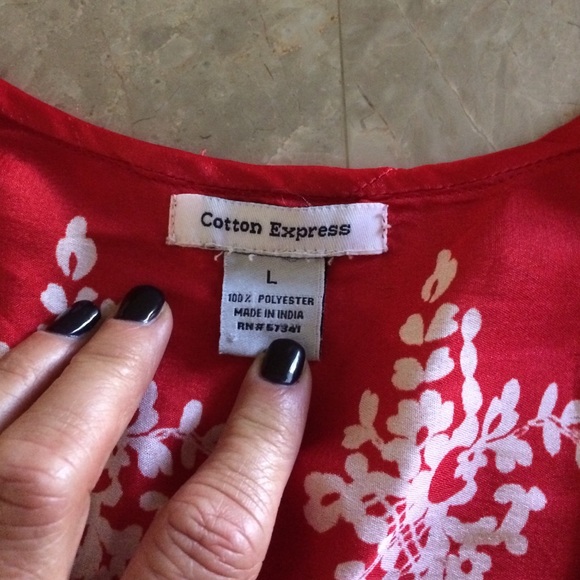 Cotton Express
L
100% POLYESTER
MADE IN INDIA
RN# 57341